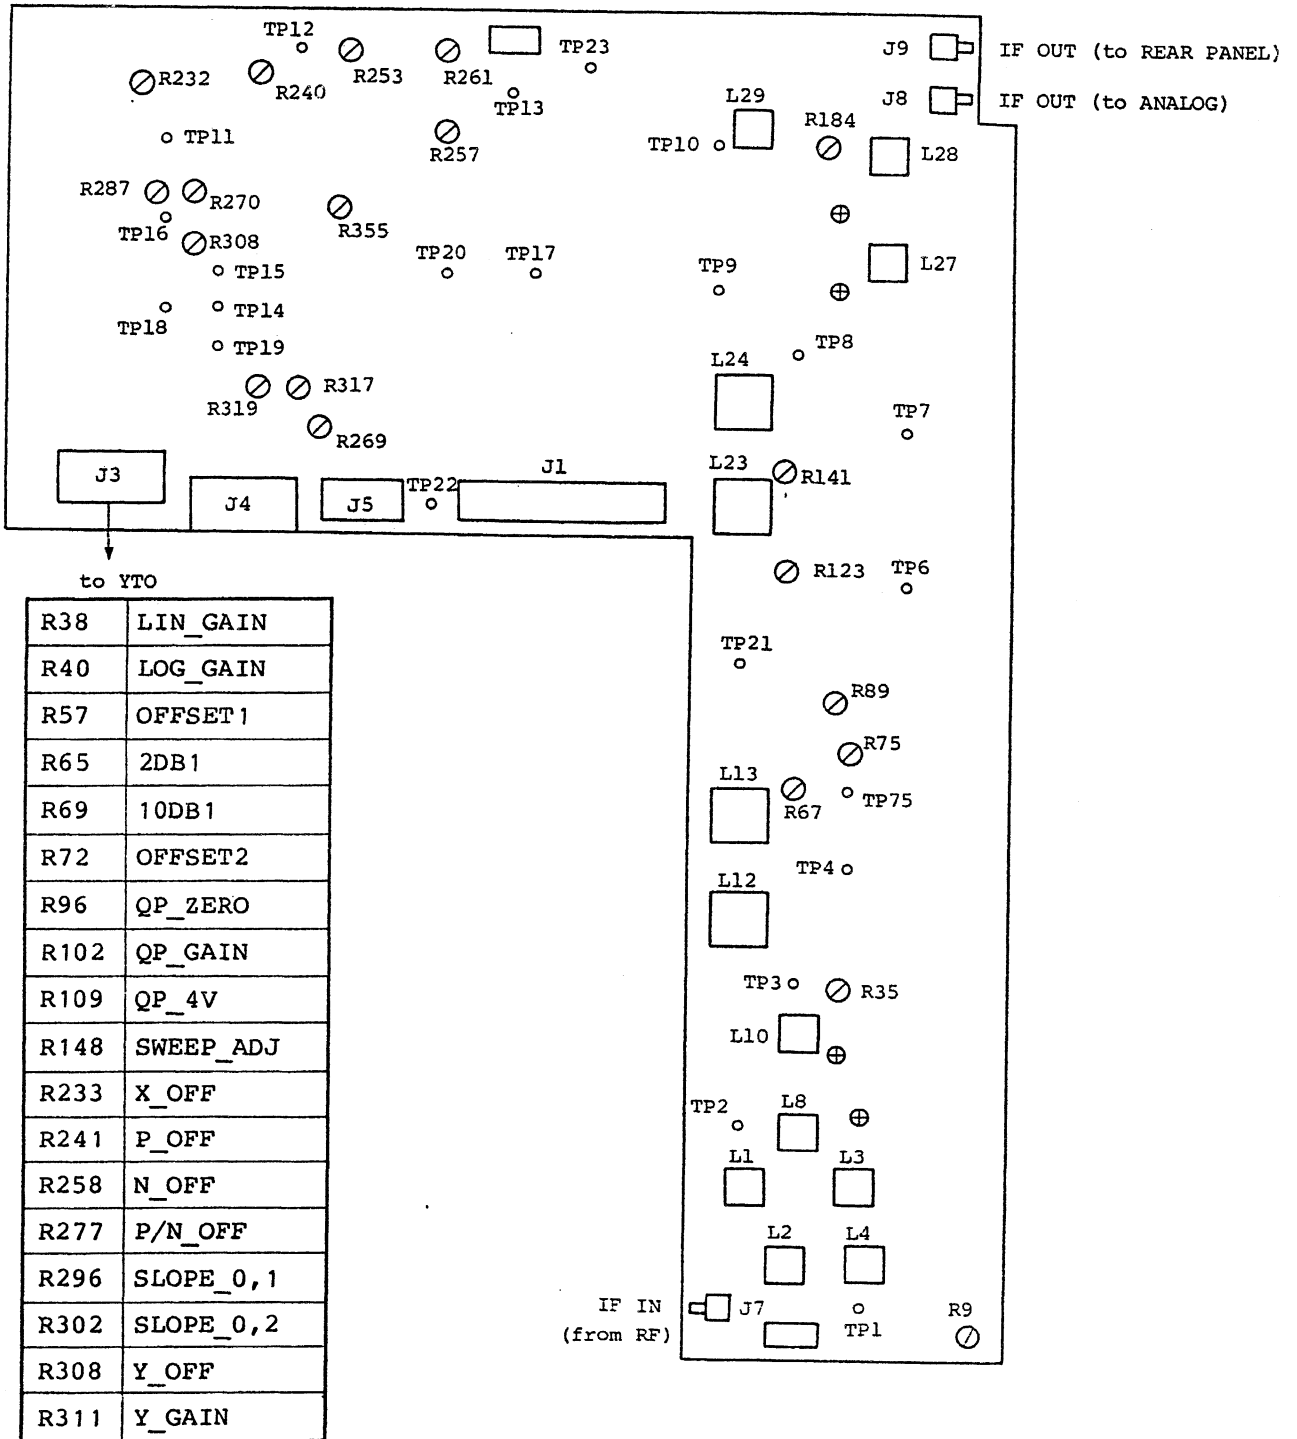 TP12
TP23
J9
IF OUT (to REAR PANEL)
R232
R240
R253
R261
TP13
L29
J8
IF OUT (to ANALOG)
R184
TP11
R257
TP10
L28
R287
R270
TP16
R308
R355
TP20
TP17
TP9
L27
TP15
TP18
TP14
TP19
L24
TP8
R319
R317
TP7
R269
J3
J4
J5
TP22
J1
L23
R141
to YTO
R123
TP6
R38 LIN_GAIN
R40 LOG_GAIN
R57 OFFSET1
R65 2DB1
R69 10DB1
R72 OFFSET2
R96 QP_ZERO
R102 QP_GAIN
R109 QP_4V
R148 SWEEP_ADJ
R233 X_OFF
R241 P_OFF
R258 N_OFF
R277 P/N_OFF
R296 SLOPE_0,1
R302 SLOPE_0,2
R308 Y_OFF
R311 Y_GAIN
TP21
R89
R75
L13
R67
TP75
TP4
L12
TP3
R35
L10
TP2
L8
L1
L3
L2
L4
IF IN
(from RF)
J7
TP1
R9